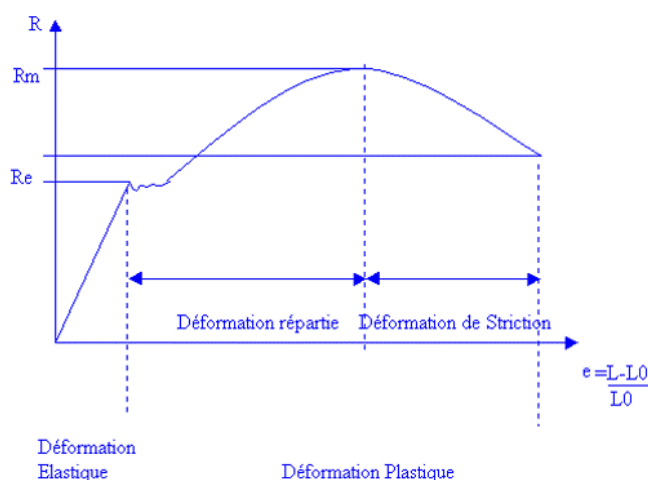 R
Rm
Re
Déformation répartie
Déformation de Striction
e =L-L0
L0
Déformation
Elastique
Déformation Plastique